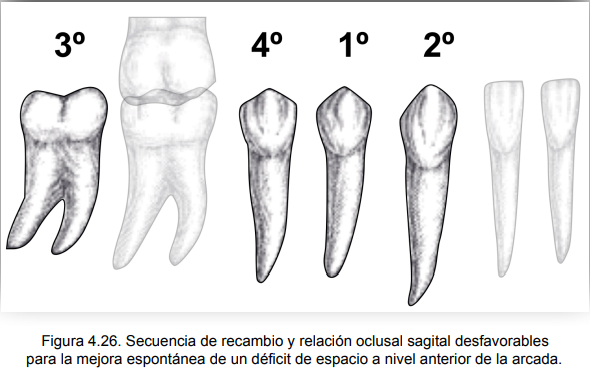 3º 4º 1º 2º
Figura 4.26. Secuencia de recambio y relación oclusal sagital desfavorables
para la mejora espontánea de un déficit de espacio a nivel anterior de la arcada.